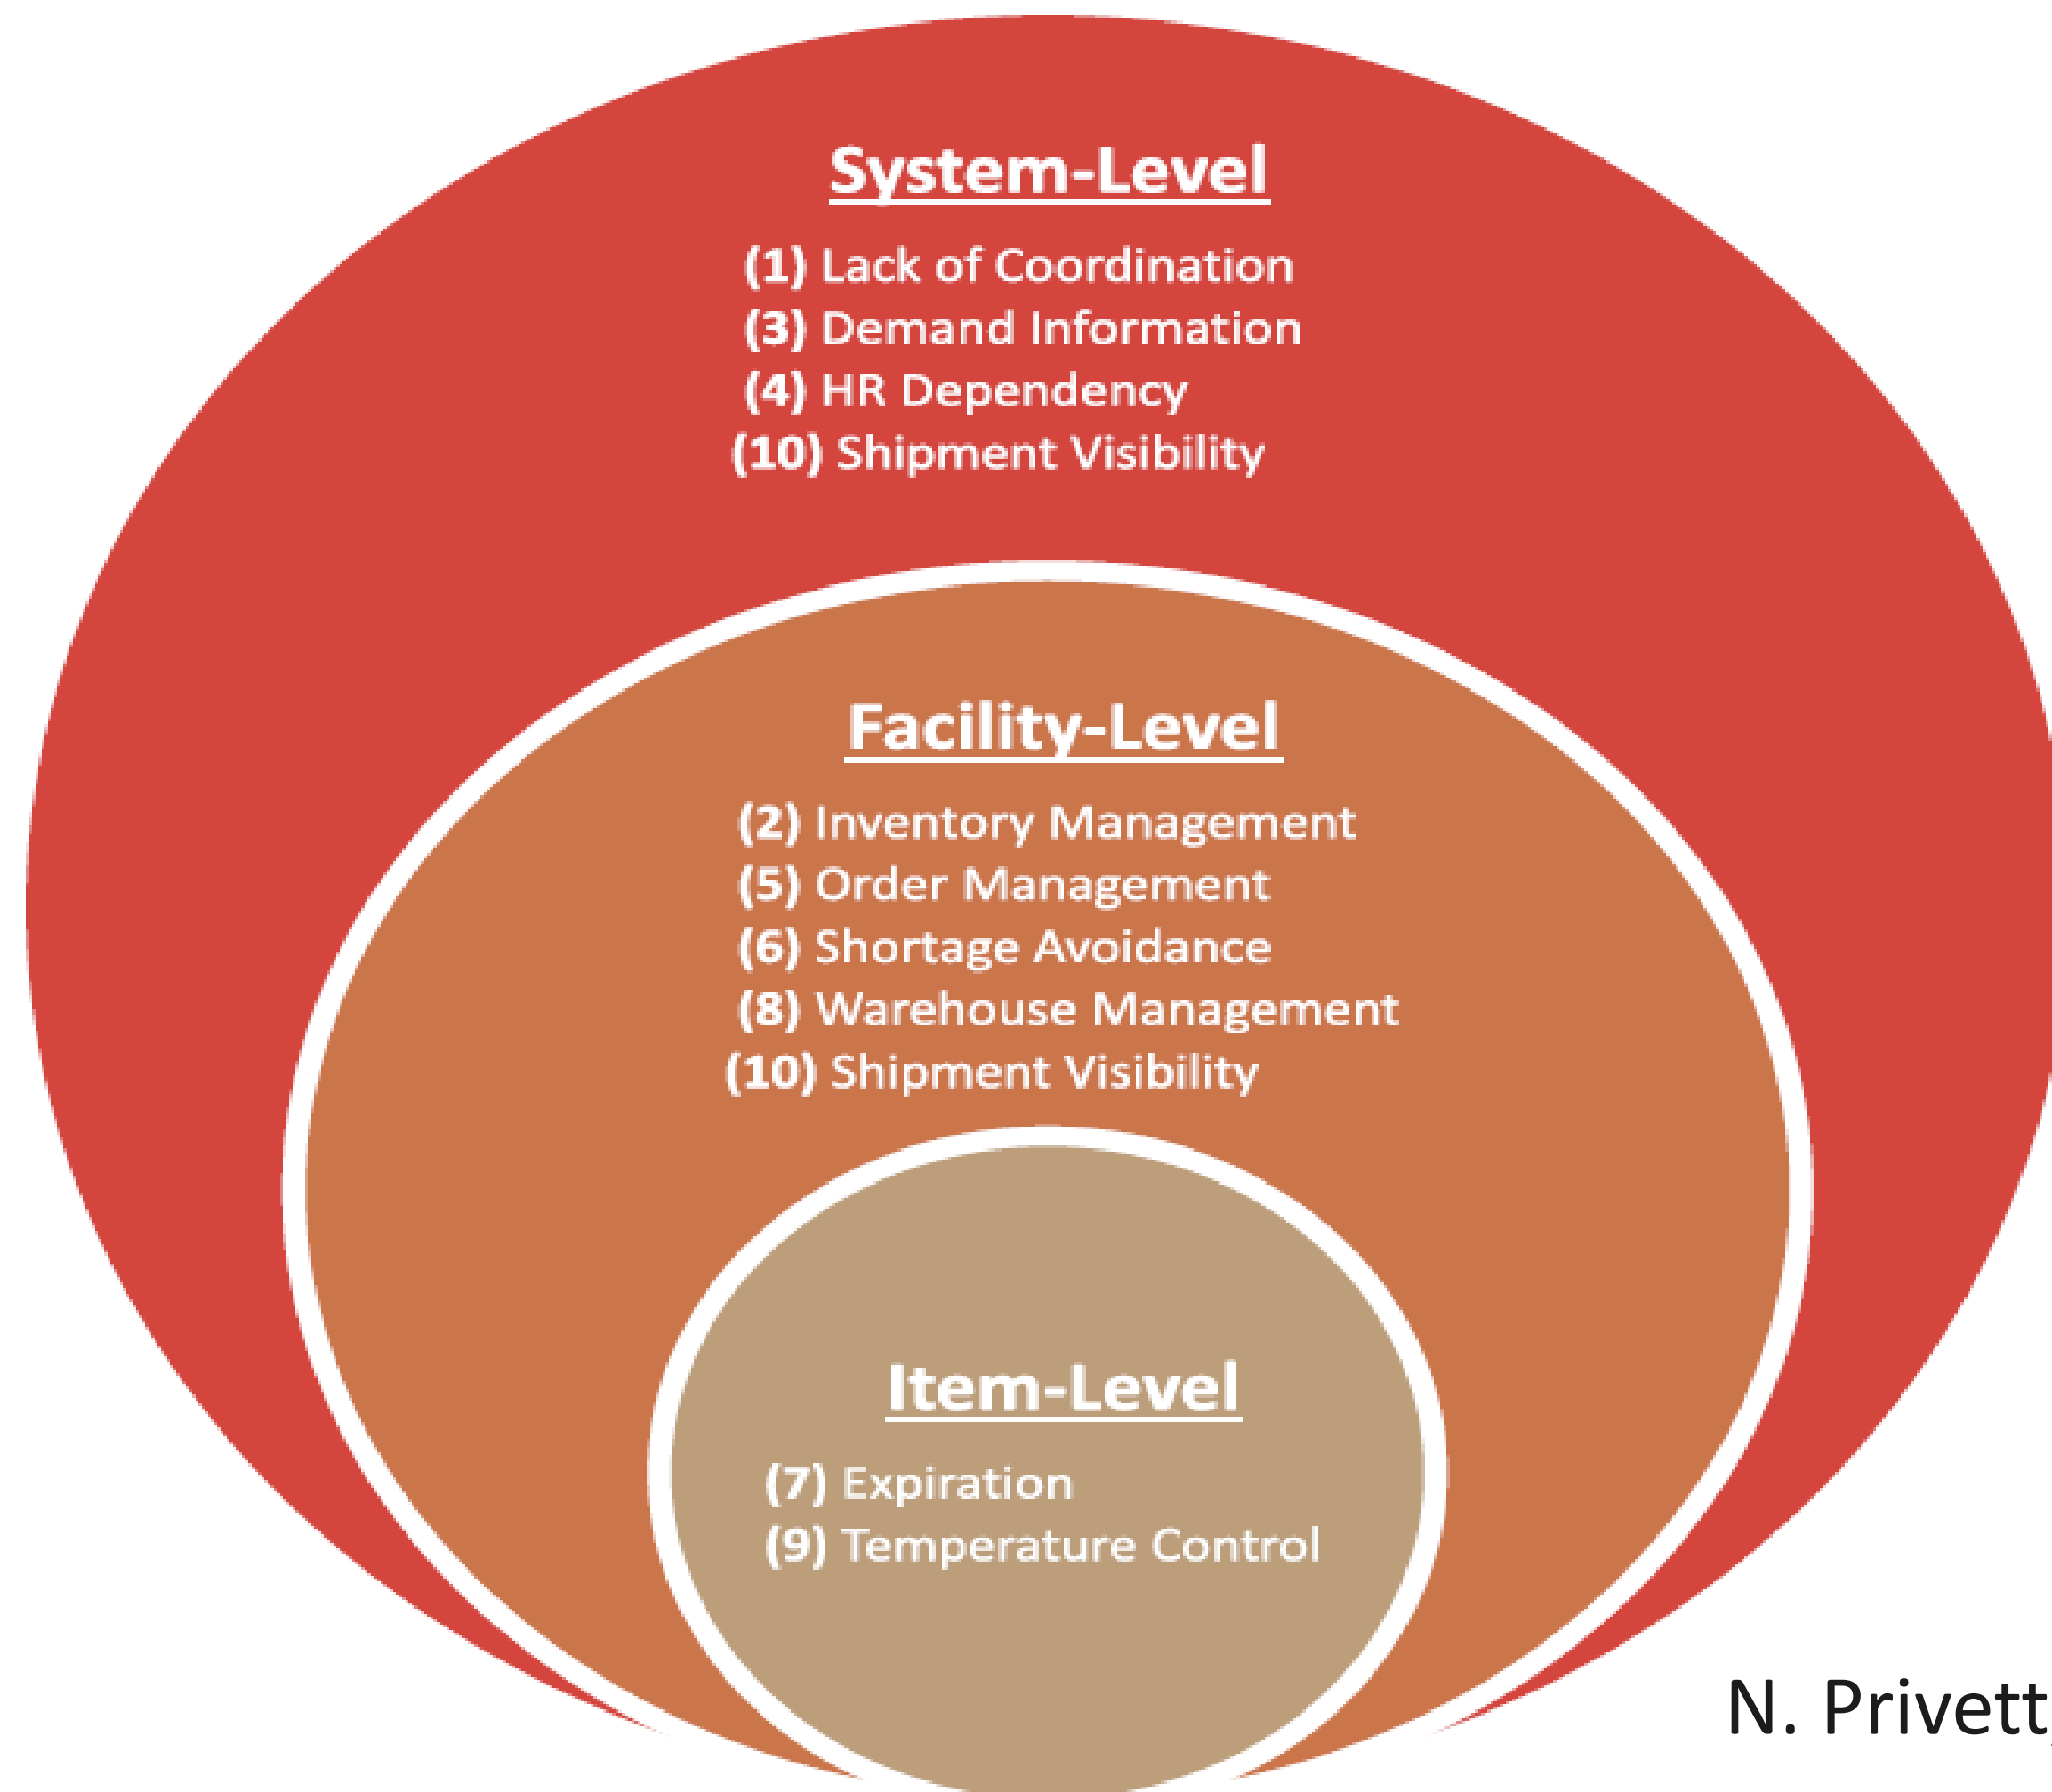 System-Level
(1) Lack of Coordination
(3) Demand Information
(4) HR Dependency
(10) Shipment Visibility
Facility-Level
(2) Inventory Management
(5) Order Management
(6) Shortage Avoidance
(8) Warehouse Management
(10) Shipment Visibility
Item-Level
(7) Expiration
(9) Temperature Control
N. Privett,